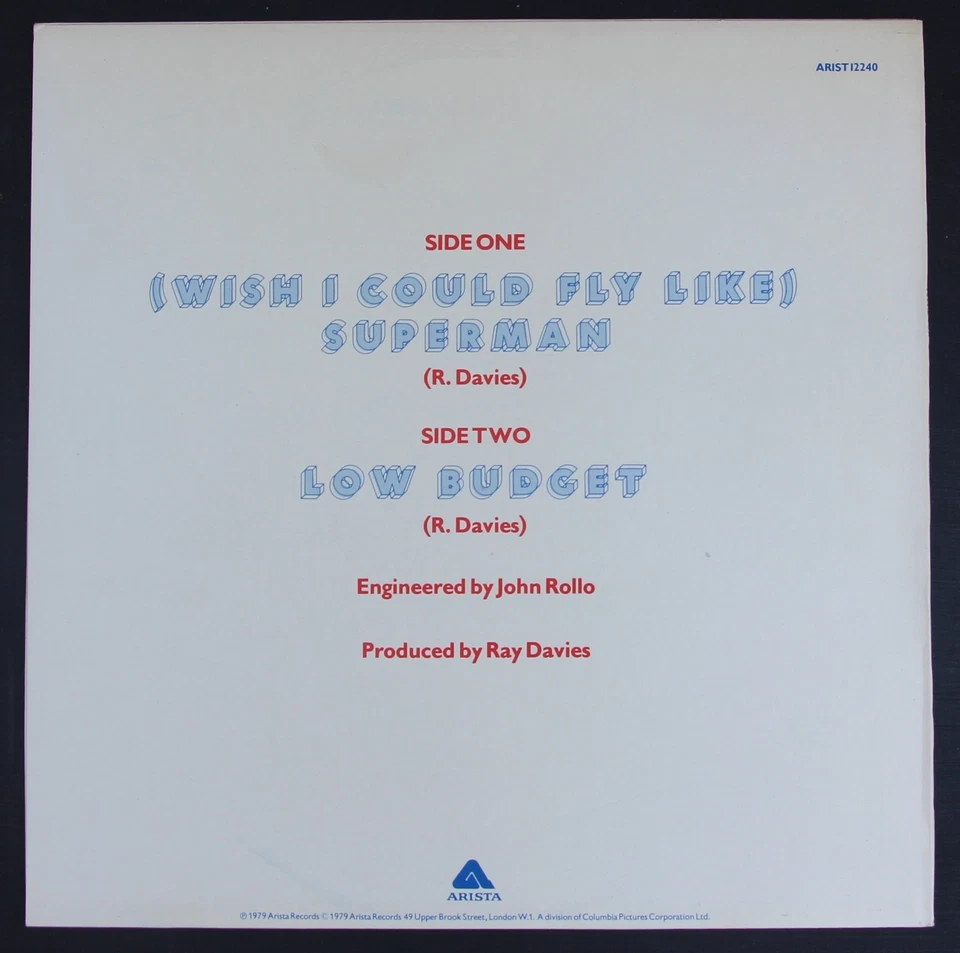 ARIST 12240
SIDE ONE
(WISH I COULD FLY LIKE)
SUPERMAN
(R. Davies)
SIDE TWO
LOW BUDGET
(R. Davies)
Engineered by John Rollo
Produced by Ray Davies
ARISTA
℗ 1979 Arista Records © 1979 Arista Records 49 Upper Brook Street, London W.1. A division of Columbia Pictures Corporation Ltd.